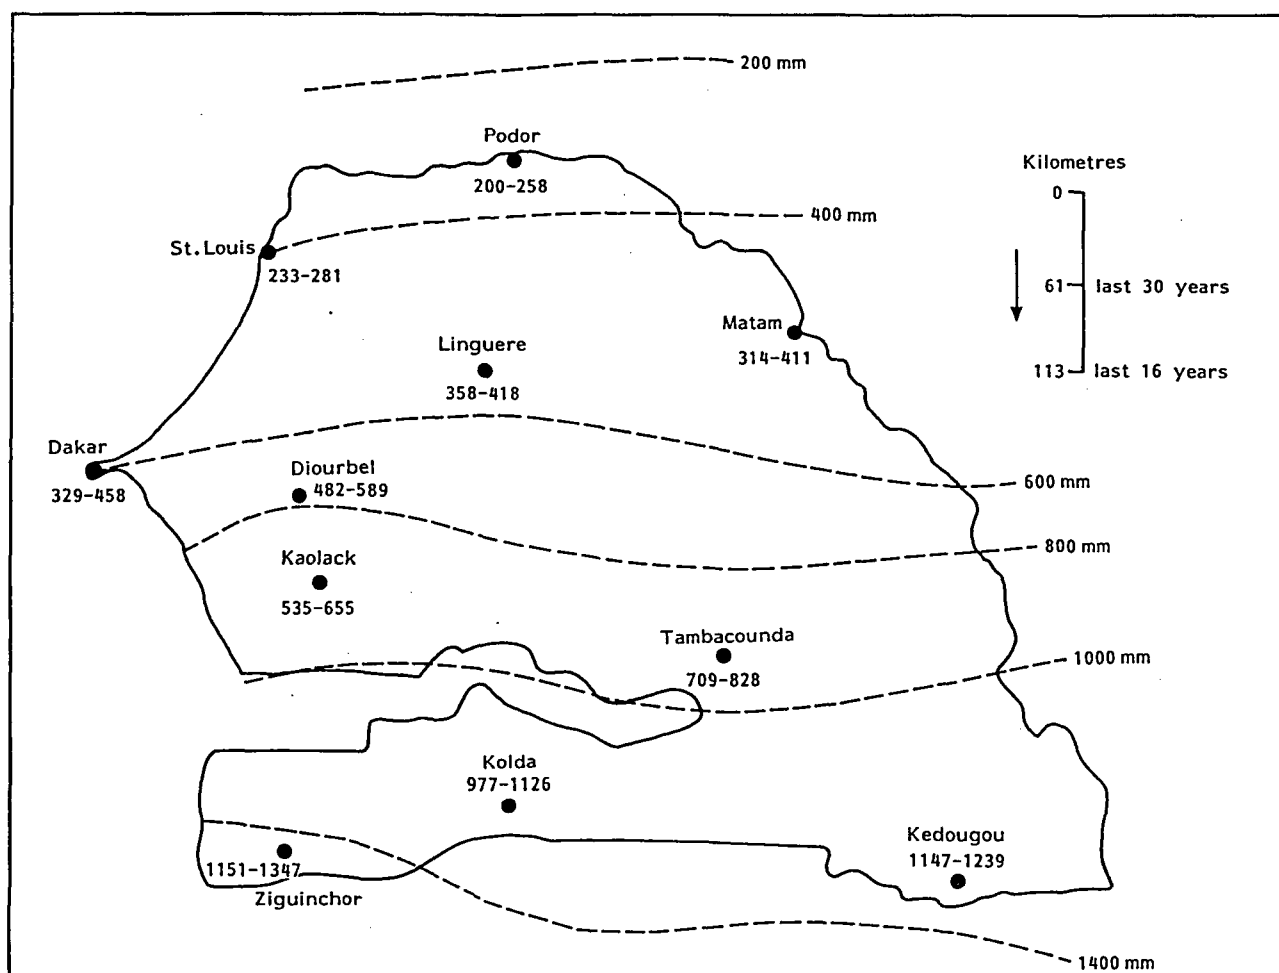 200 mm
Podor
200-258
Kilometres
0
400 mm
St. Louis
233-281
61
last 30 years
Matam
314-411
Linguere
358-418
113
last 16 years
Dakar
329-458
Diourbel
482-589
600 mm
800 mm
Kaolack
535-655
Tambacounda
709-828
1000 mm
Kolda
977-1126
Kedougou
1147-1239
1151-1347
Ziguinchor
1400 mm